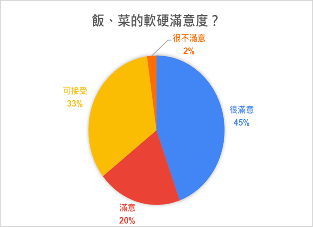 飯、菜的軟硬滿意度？
很不滿意
2%
可接受
33%
很滿意
45%
滿意
20%